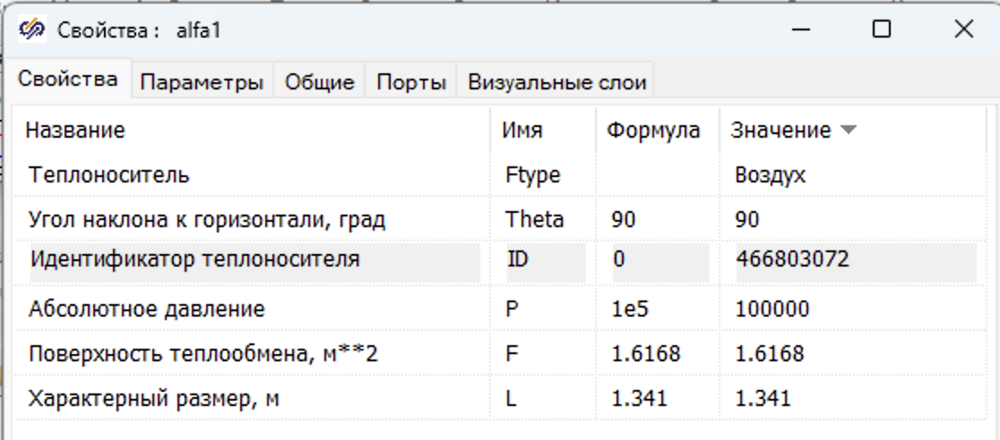 Свойства : alfa1
Свойства Параметры Общие Порты Визуальные слои
Название Имя Формула Значение
Теплоноситель Ftype Воздух
Угол наклона к горизонтали, град Theta 90 90
Идентификатор теплоносителя ID 0 466803072
Абсолютное давление P 1e5 100000
Поверхность теплообмена, м**2 F 1.6168 1.6168
Характерный размер, м L 1.341 1.341